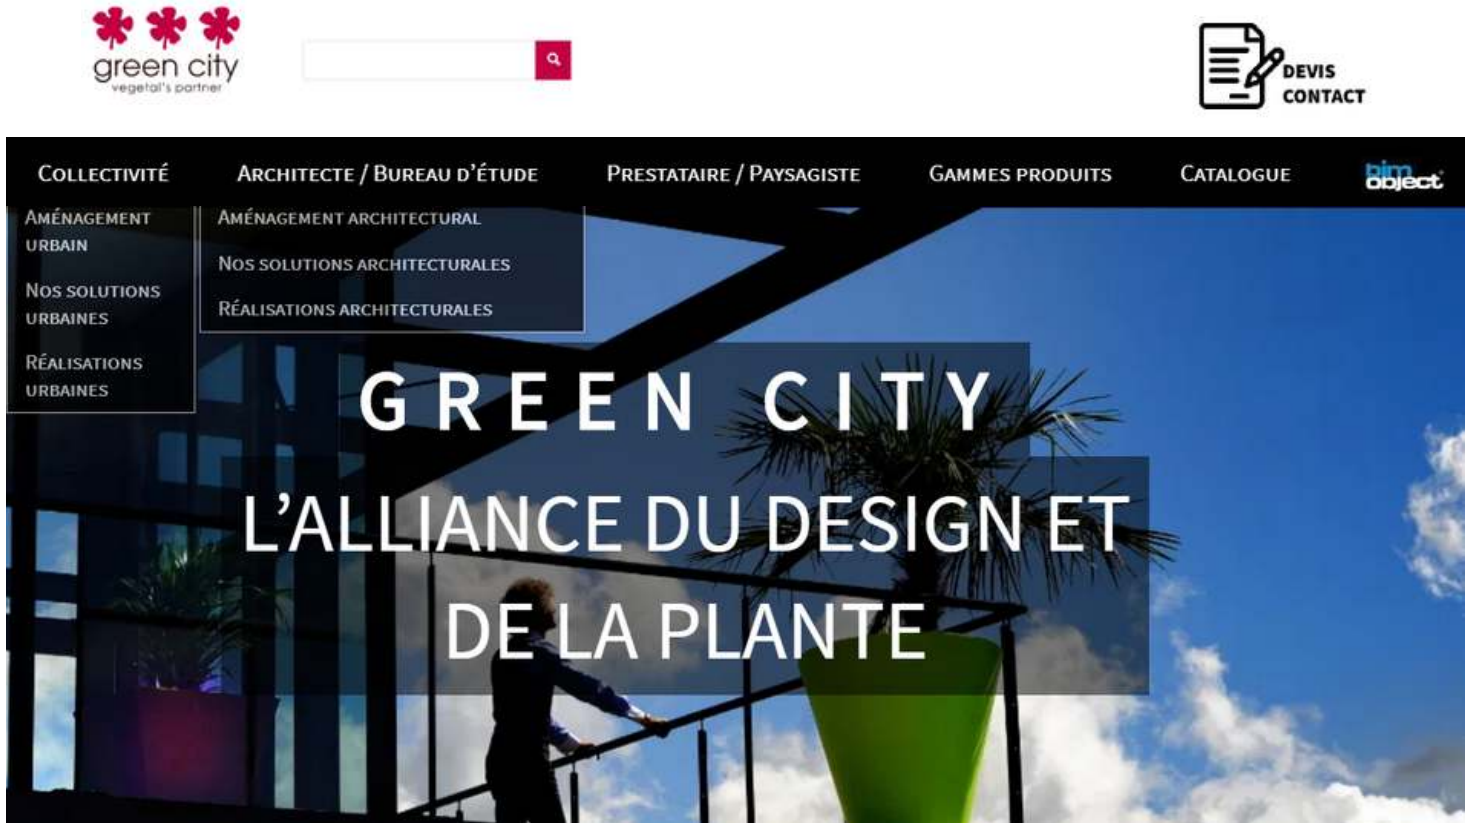 green city
vegetal's partner
DEVIS
CONTACT
COLLECTIVITÉ
ARCHITECTE / BUREAU D'ÉTUDE
PRESTATAIRE / PAYSAGISTE
GAMMES PRODUITS
CATALOGUE
bim
object
AMÉNAGEMENT
URBAIN
NOS SOLUTIONS
URBAINES
RÉALISATIONS
URBAINES
AMÉNAGEMENT ARCHITECTURAL
NOS SOLUTIONS ARCHITECTURALES
RÉALISATIONS ARCHITECTURALES
GREEN CITY
L'ALLIANCE DU DESIGN ET
DE LA PLANTE